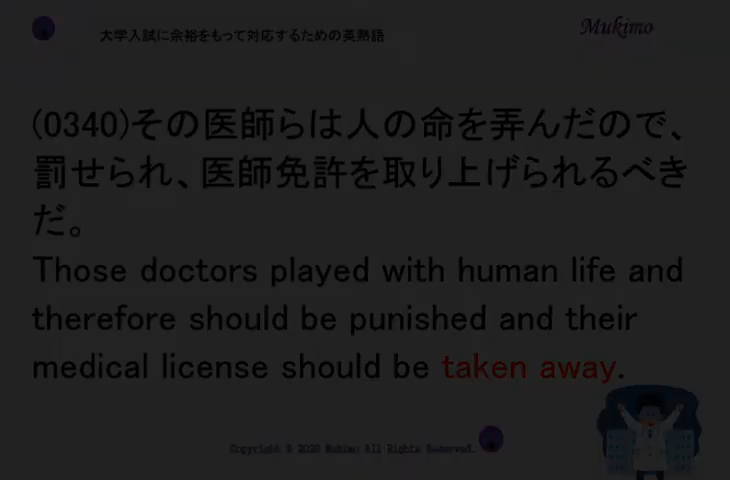 大学入試に余裕をもって対応するための英熟語
Mukimo
(0340)その医師らは人の命を弄んだので、
罰せられ、医師免許を取り上げられるべき
だ。
Those doctors played with human life and
therefore should be punished and their
medical license should be taken away.
Copyright © 2020 Mukimo All Rights Reserved.